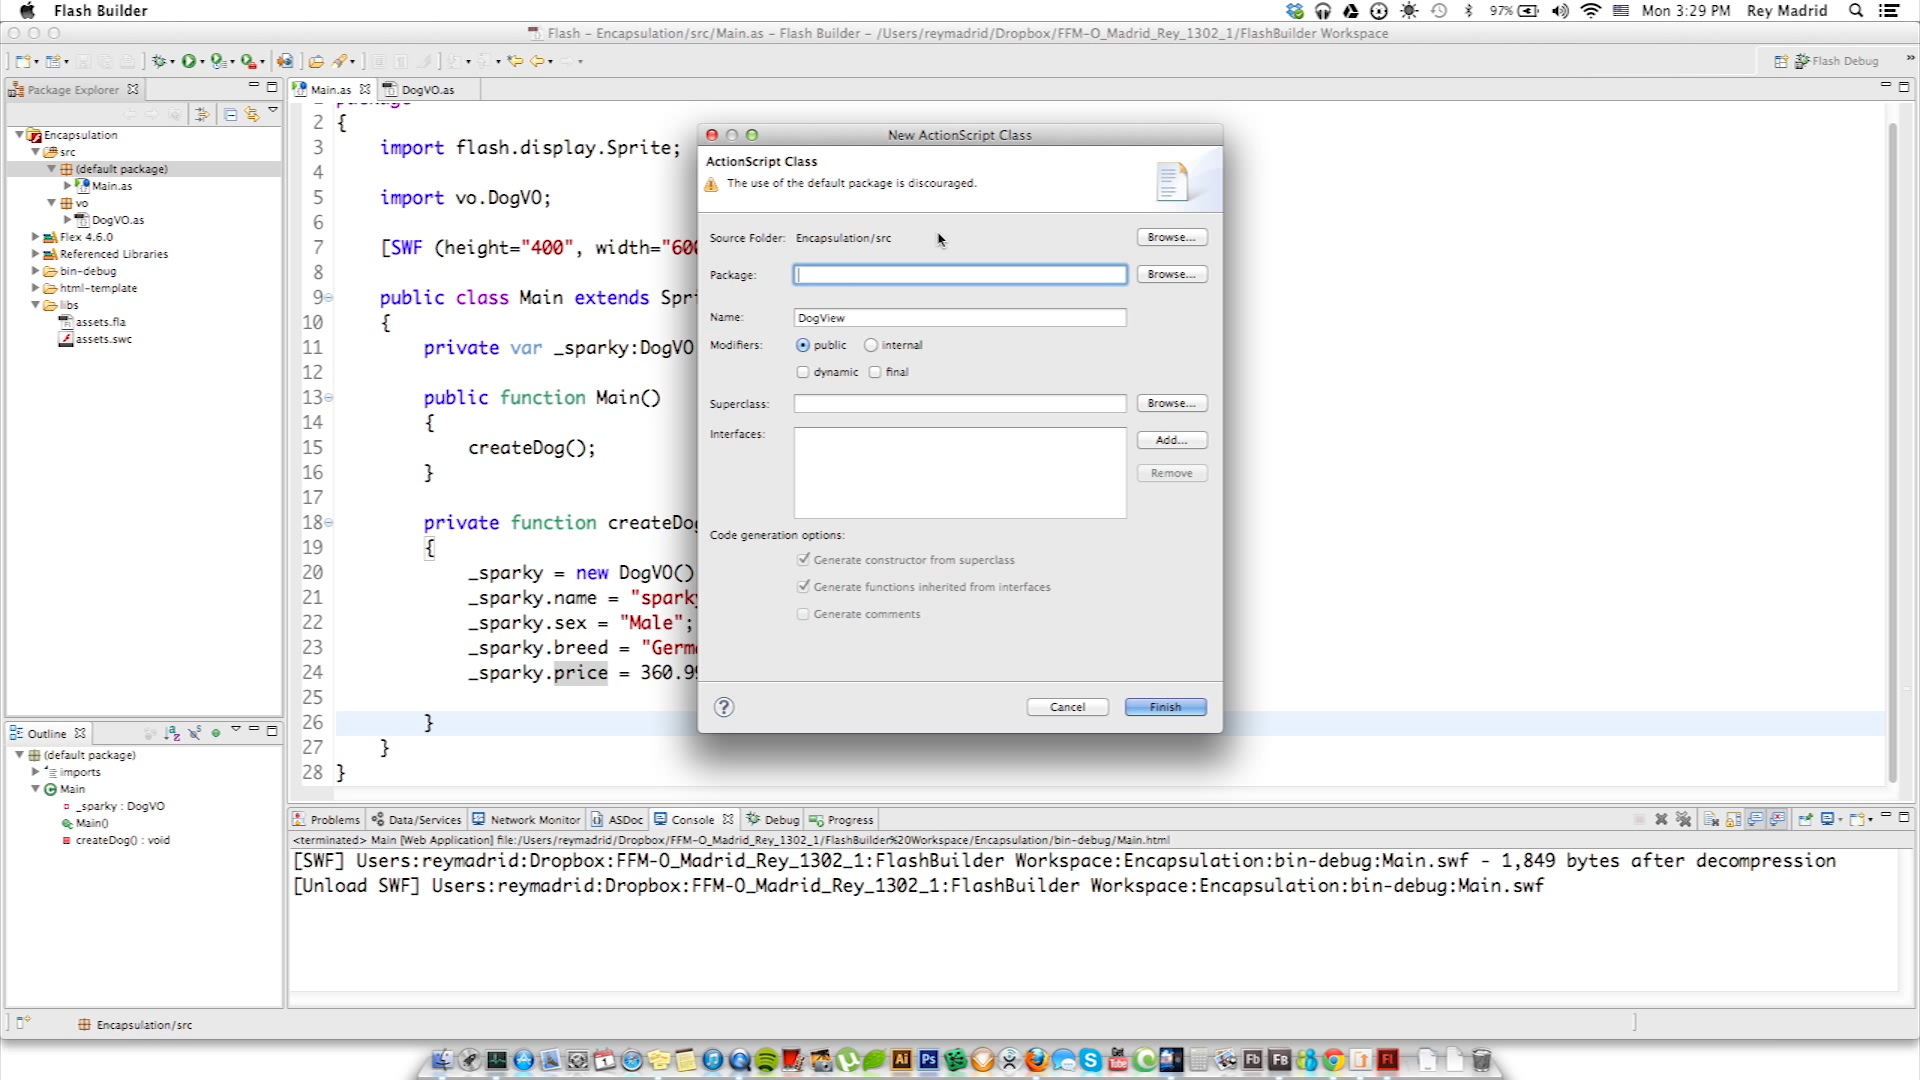 Flash Builder
97%
Mon 3:29 PM
Rey Madrid
Flash - Encapsulation/src/Main.as - Flash Builder - /Users/reymadrid/Dropbox/FFM-O_Madrid_Rey_1302_1/FlashBuilder Workspace
Flash Debug
Package Explorer
Main.as
DogVO.as
Encapsulation
src
(default package)
Main.as
vo
DogVO.as
Flex 4.6.0
Referenced Libraries
bin-debug
html-template
libs
assets.fla
assets.swc
2 {
3 import flash.display.Sprite;
4
5 import vo.DogVO;
6
7 [SWF (height="400", width="600
8
9 public class Main extends Spri
10 {
11 private var _sparky:DogVO
12
13 public function Main()
14 {
15 createDog();
16 }
17
18 private function createDog
19 {
20 _sparky = new DogVO()
21 _sparky.name = "sparky
22 _sparky.sex = "Male";
23 _sparky.breed = "Germa
24 _sparky.price = 360.99
25
26 }
27 }
28 }
New ActionScript Class
ActionScript Class
The use of the default package is discouraged.
Source Folder: Encapsulation/src
Browse...
Package:
Browse...
Name: DogView
Modifiers: public internal
dynamic final
Superclass:
Browse...
Interfaces:
Add...
Remove
Code generation options:
Generate constructor from superclass
Generate functions inherited from interfaces
Generate comments
?
Cancel
Finish
Outline
(default package)
imports
Main
_sparky : DogVO
Main()
createDog() : void
Problems
Data/Services
Network Monitor
ASDoc
Console
Debug
Progress
<terminated> Main [Web Application] file:/Users/reymadrid/Dropbox/FFM-O_Madrid_Rey_1302_1/FlashBuilder%20Workspace/Encapsulation/bin-debug/Main.html
[SWF] Users:reymadrid:Dropbox:FFM-O_Madrid_Rey_1302_1:FlashBuilder Workspace:Encapsulation:bin-debug:Main.swf - 1,849 bytes after decompression
[Unload SWF] Users:reymadrid:Dropbox:FFM-O_Madrid_Rey_1302_1:FlashBuilder Workspace:Encapsulation:bin-debug:Main.swf
Encapsulation/src
Ai
Ps
Fb
FB
Fl